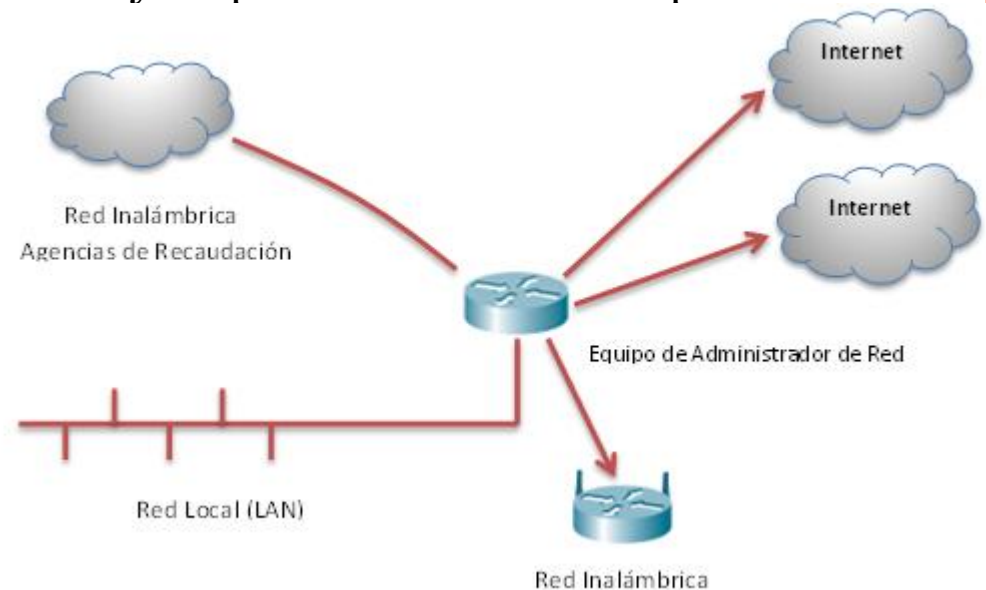 Internet
Internet
Red Inalámbrica
Agencias de Recaudación
Equipo de Administrador de Red
Red Local (LAN)
Red Inalámbrica